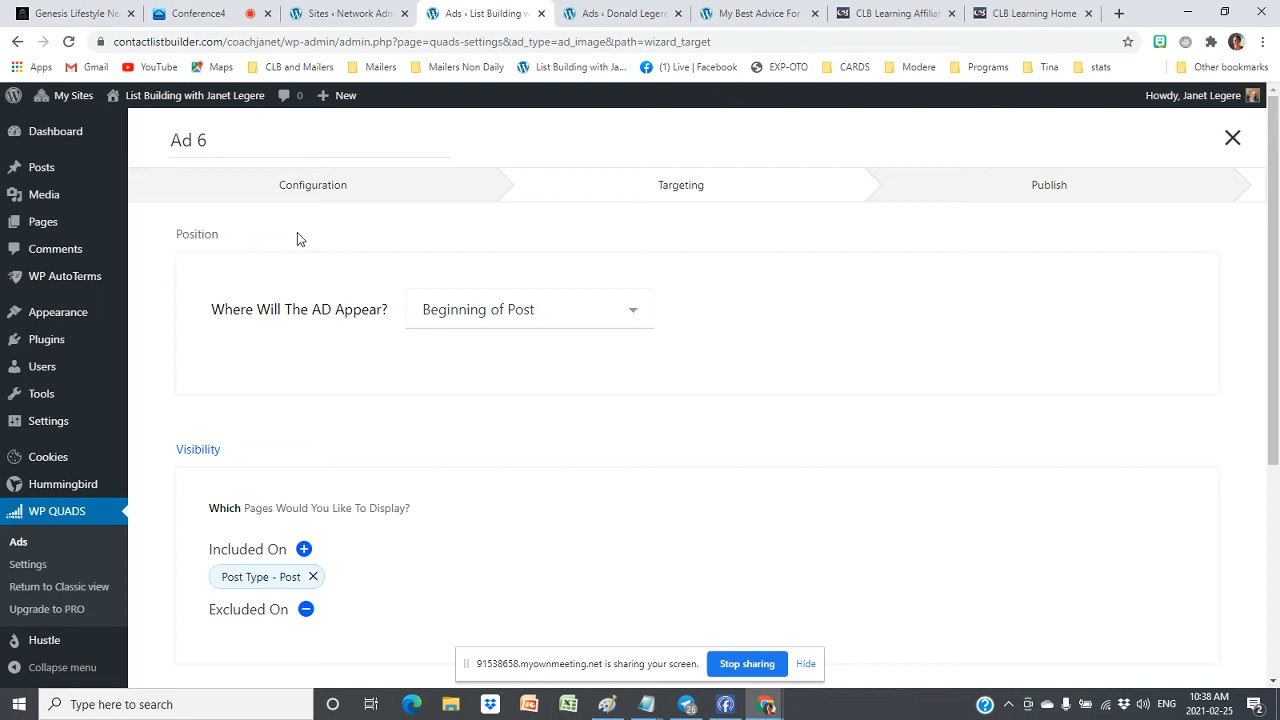 Genesis Lifestyle Ne
Conference4
Sites ‹ Network Adm
Ads ‹ List Building w
Ads ‹ Donald Legere
My Best Advice For
CLB Learning Affiliat
CLB Learning Home
contactlistbuilder.com/coachjanet/wp-admin/admin.php?page=quads-settings&ad_type=ad_image&path=wizard_target
Apps
Gmail
YouTube
Maps
CLB and Mailers
Mailers
Mailers Non Daily
List Building with Ja...
(1) Live | Facebook
EXP-OTO
CARDS
Modere
Programs
Tina
stats
Other bookmarks
My Sites
List Building with Janet Legere
0
New
Howdy, Janet Legere
Dashboard
Posts
Media
Pages
Comments
WP AutoTerms
Appearance
Plugins
Users
Tools
Settings
Cookies
Hummingbird
WP QUADS
Ads
Settings
Return to Classic view
Upgrade to PRO
Hustle
Collapse menu
Ad 6
Configuration
Targeting
Publish
Position
Where Will The AD Appear?
Beginning of Post
Visibility
Which Pages Would You Like To Display?
Included On
Post Type - Post
Excluded On
91538658.myownmeeting.net is sharing your screen.
Stop sharing
Hide
Type here to search
26
ENG
10:38 AM
2021-02-25
2